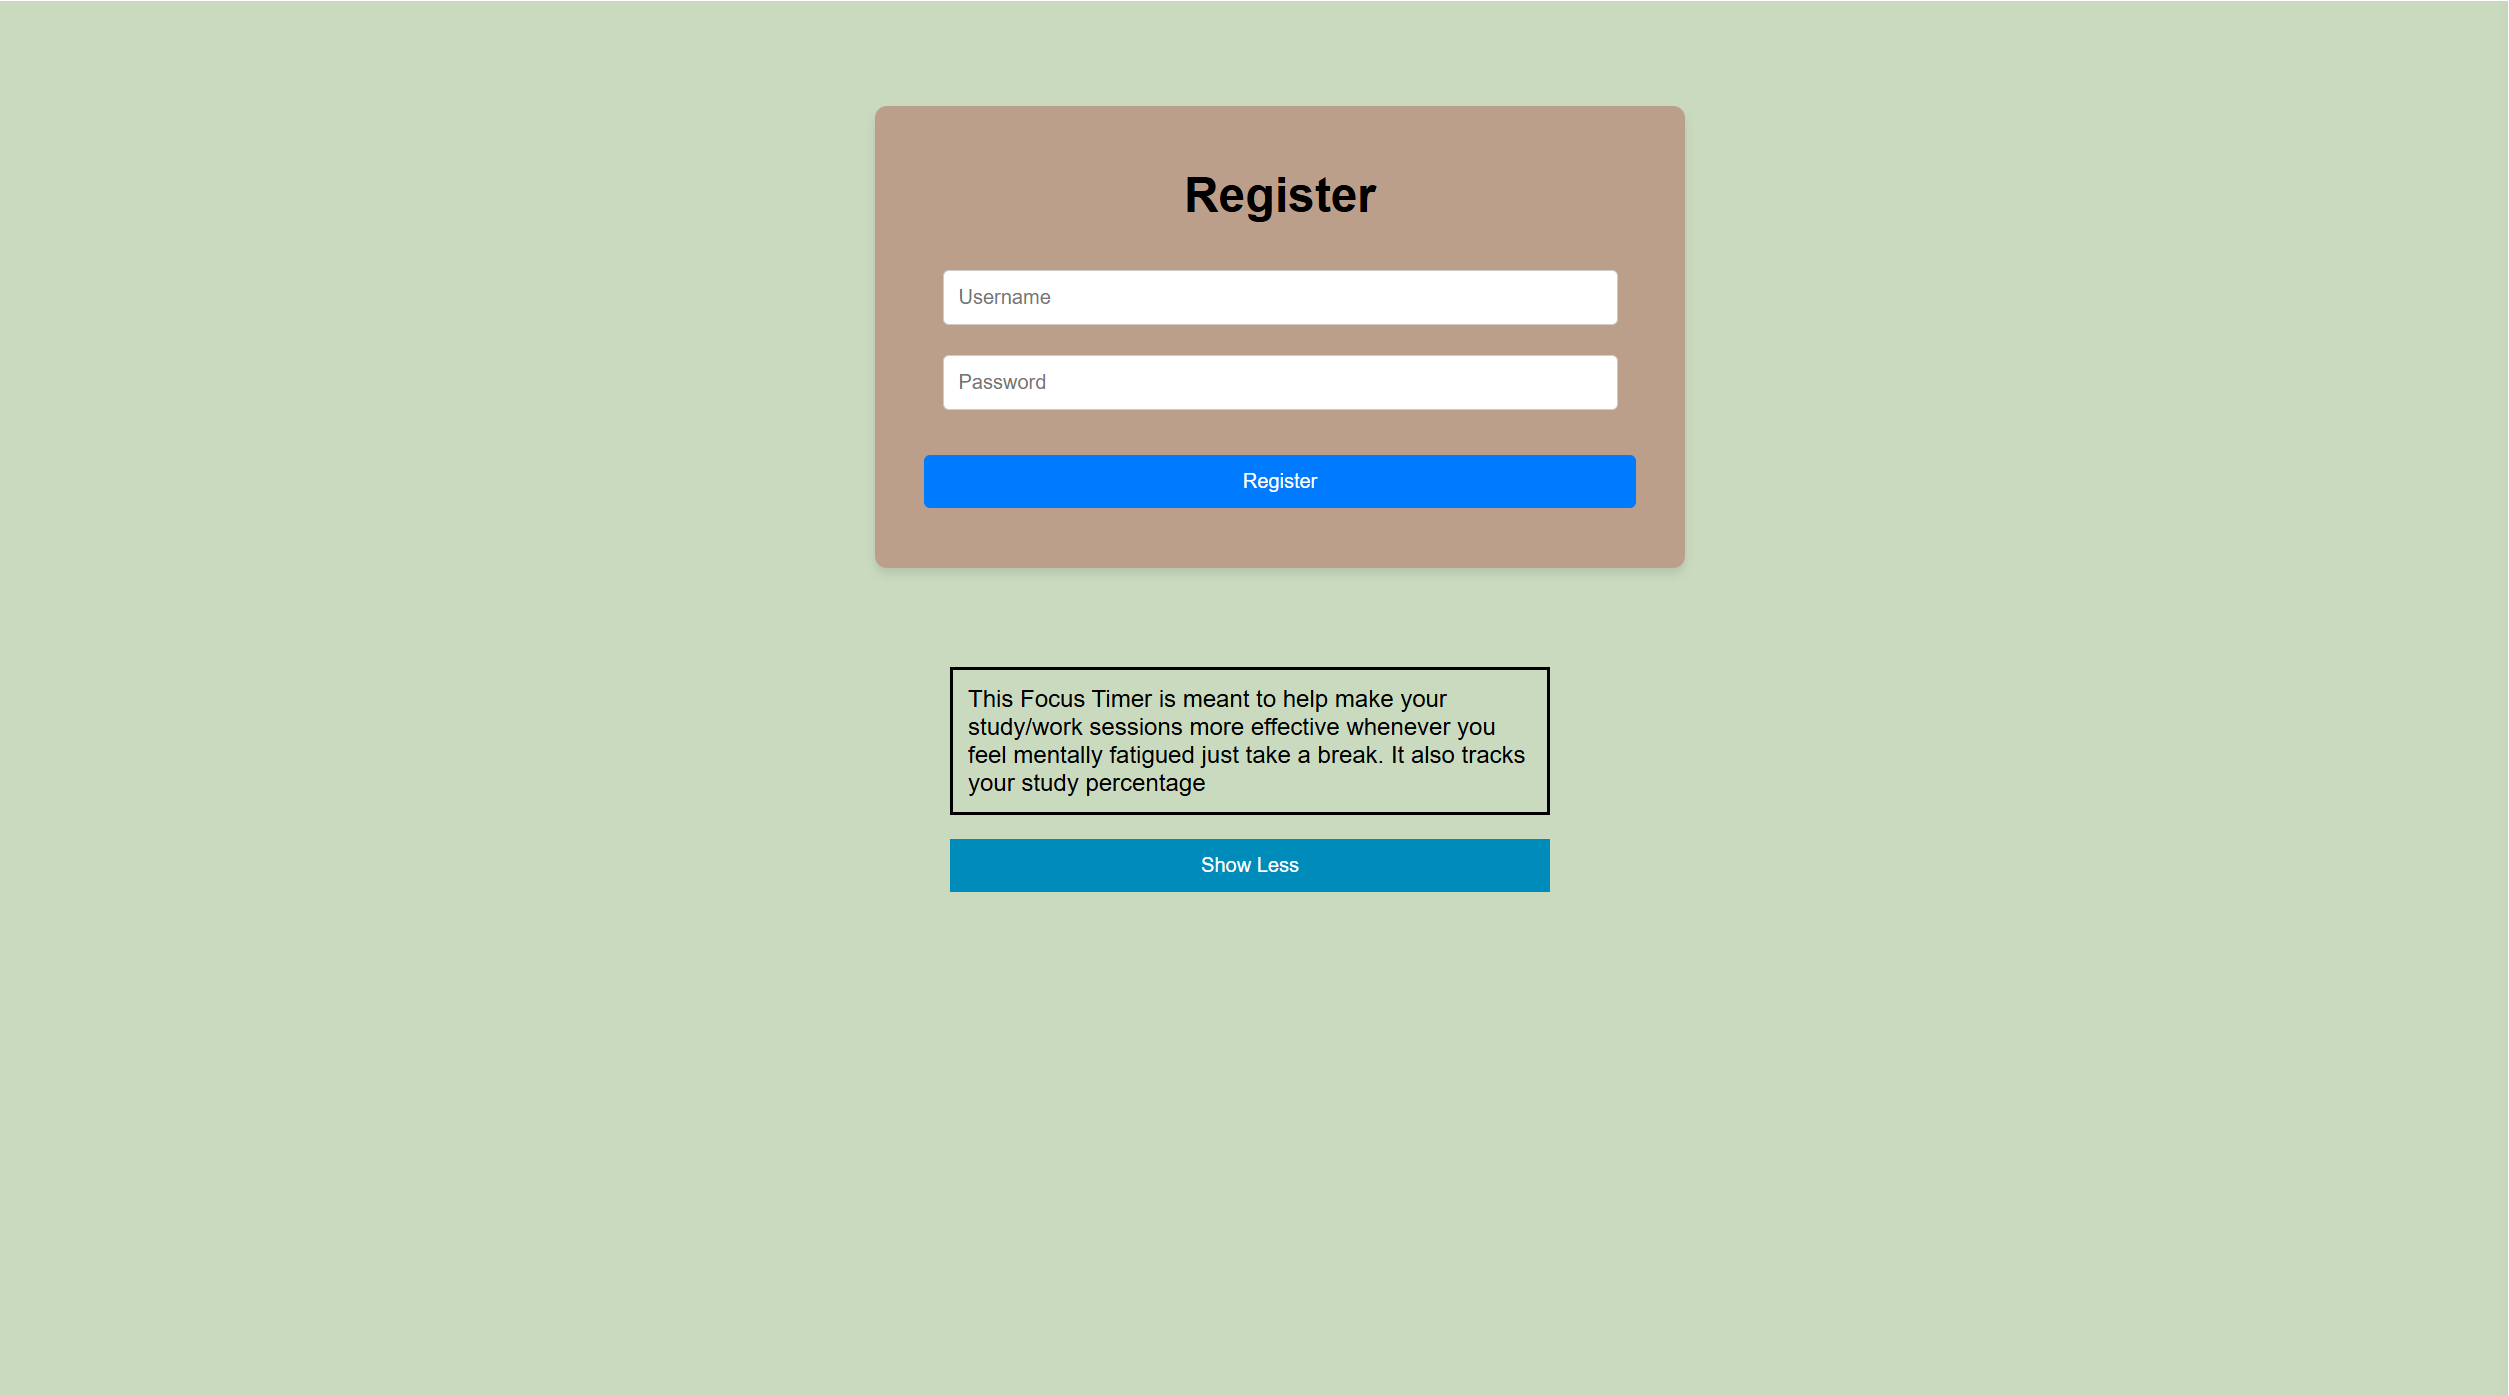 Register
Username
Password
Register
This Focus Timer is meant to help make your
study/work sessions more effective whenever you
feel mentally fatigued just take a break. It also tracks
your study percentage
Show Less